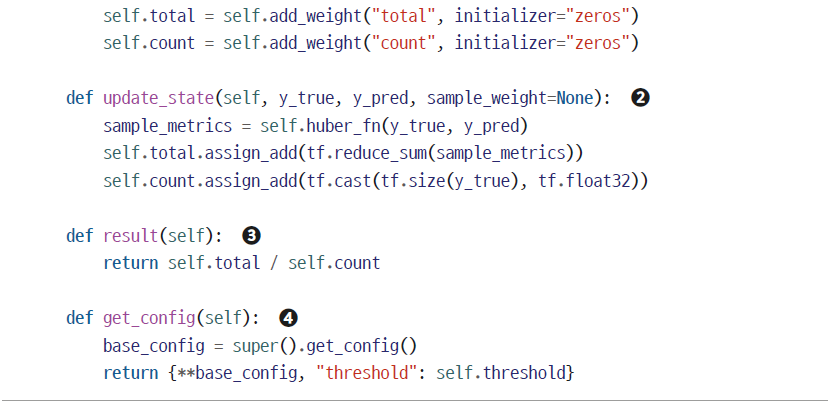 self.total = self.add_weight("total", initializer="zeros")
self.count = self.add_weight("count", initializer="zeros")
def update_state(self, y_true, y_pred, sample_weight=None): ❷
sample_metrics = self.huber_fn(y_true, y_pred)
self.total.assign_add(tf.reduce_sum(sample_metrics))
self.count.assign_add(tf.cast(tf.size(y_true), tf.float32))
def result(self): ❸
return self.total / self.count
def get_config(self): ❹
base_config = super().get_config()
return {**base_config, "threshold": self.threshold}